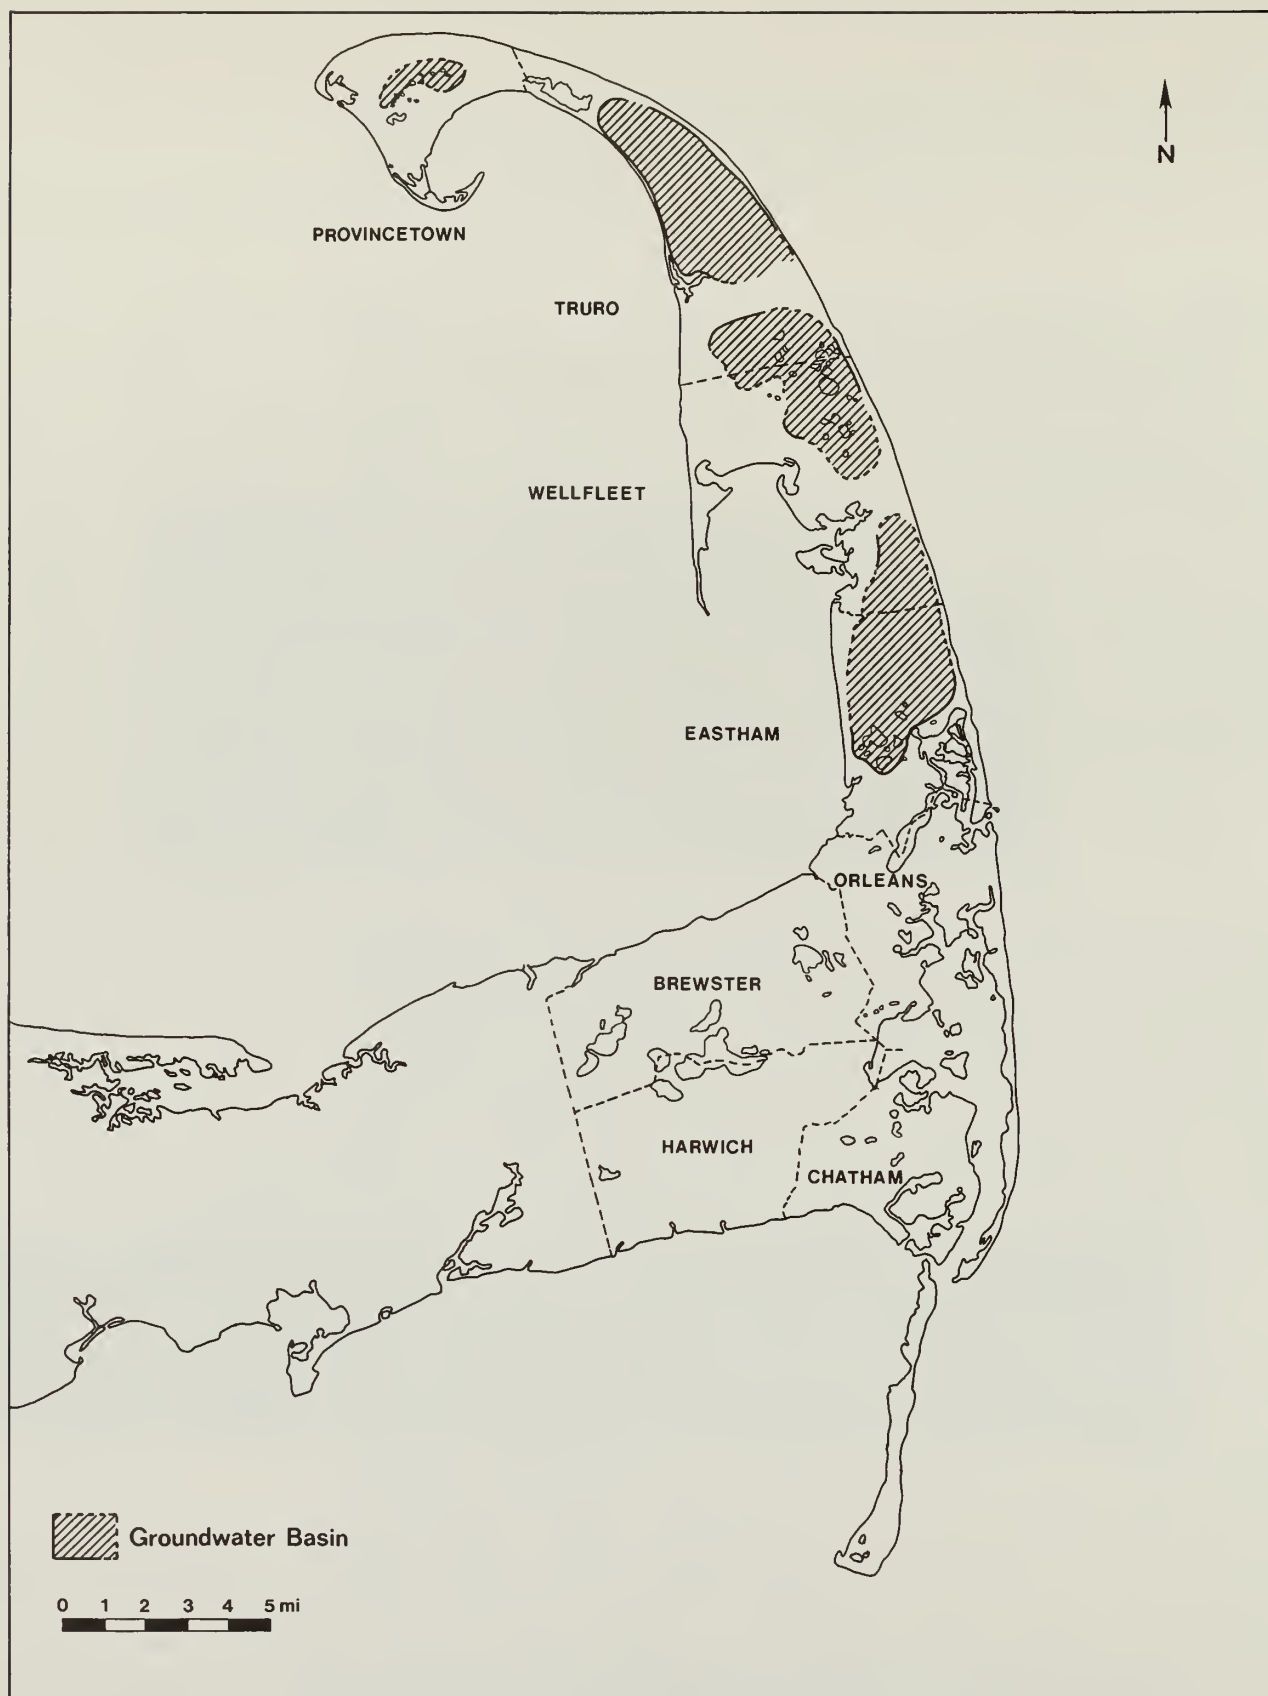 N
PROVINCETOWN
TRURO
WELLFLEET
EASTHAM
ORLEANS
BREWSTER
HARWICH
CHATHAM
Groundwater Basin
0 1 2 3 4 5 mi